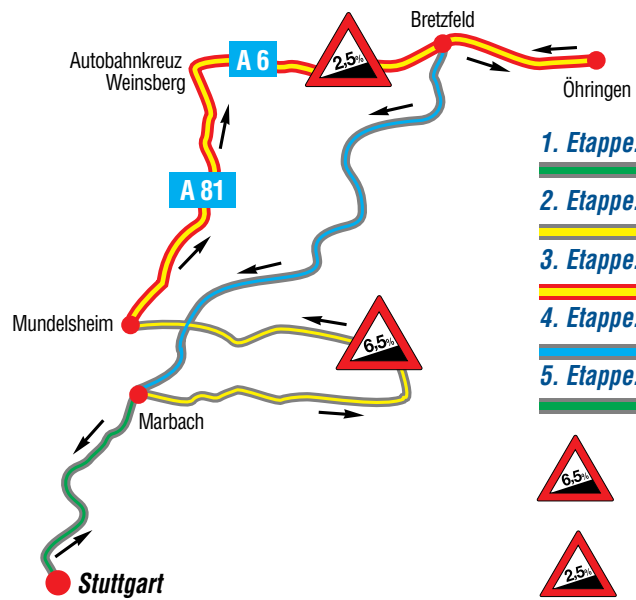 Bretzfeld
Autobahnkreuz
Weinsberg
A 6
2,5%
Öhringen
1. Etappe:
A 81
2. Etappe:
3. Etappe:
Mundelsheim
4. Etappe:
6,5%
5. Etappe:
Marbach
6,5%
2,5%
Stuttgart